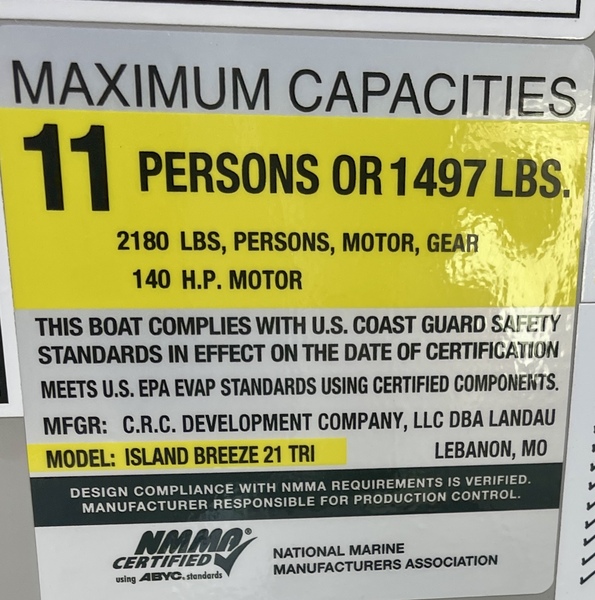 MAXIMUM CAPACITIES
11 PERSONS OR 1497 LBS.
2180 LBS, PERSONS, MOTOR, GEAR
140 H.P. MOTOR
THIS BOAT COMPLIES WITH U.S. COAST GUARD SAFETY
STANDARDS IN EFFECT ON THE DATE OF CERTIFICATION
MEETS U.S. EPA EVAP STANDARDS USING CERTIFIED COMPONENTS.
MFGR: C.R.C. DEVELOPMENT COMPANY, LLC DBA LANDAU
MODEL: ISLAND BREEZE 21 TRI LEBANON, MO
DESIGN COMPLIANCE WITH NMMA REQUIREMENTS IS VERIFIED.
MANUFACTURER RESPONSIBLE FOR PRODUCTION CONTROL.
NMMA®
CERTIFIED
using ABYC. standards
NATIONAL MARINE
MANUFACTURERS ASSOCIATION